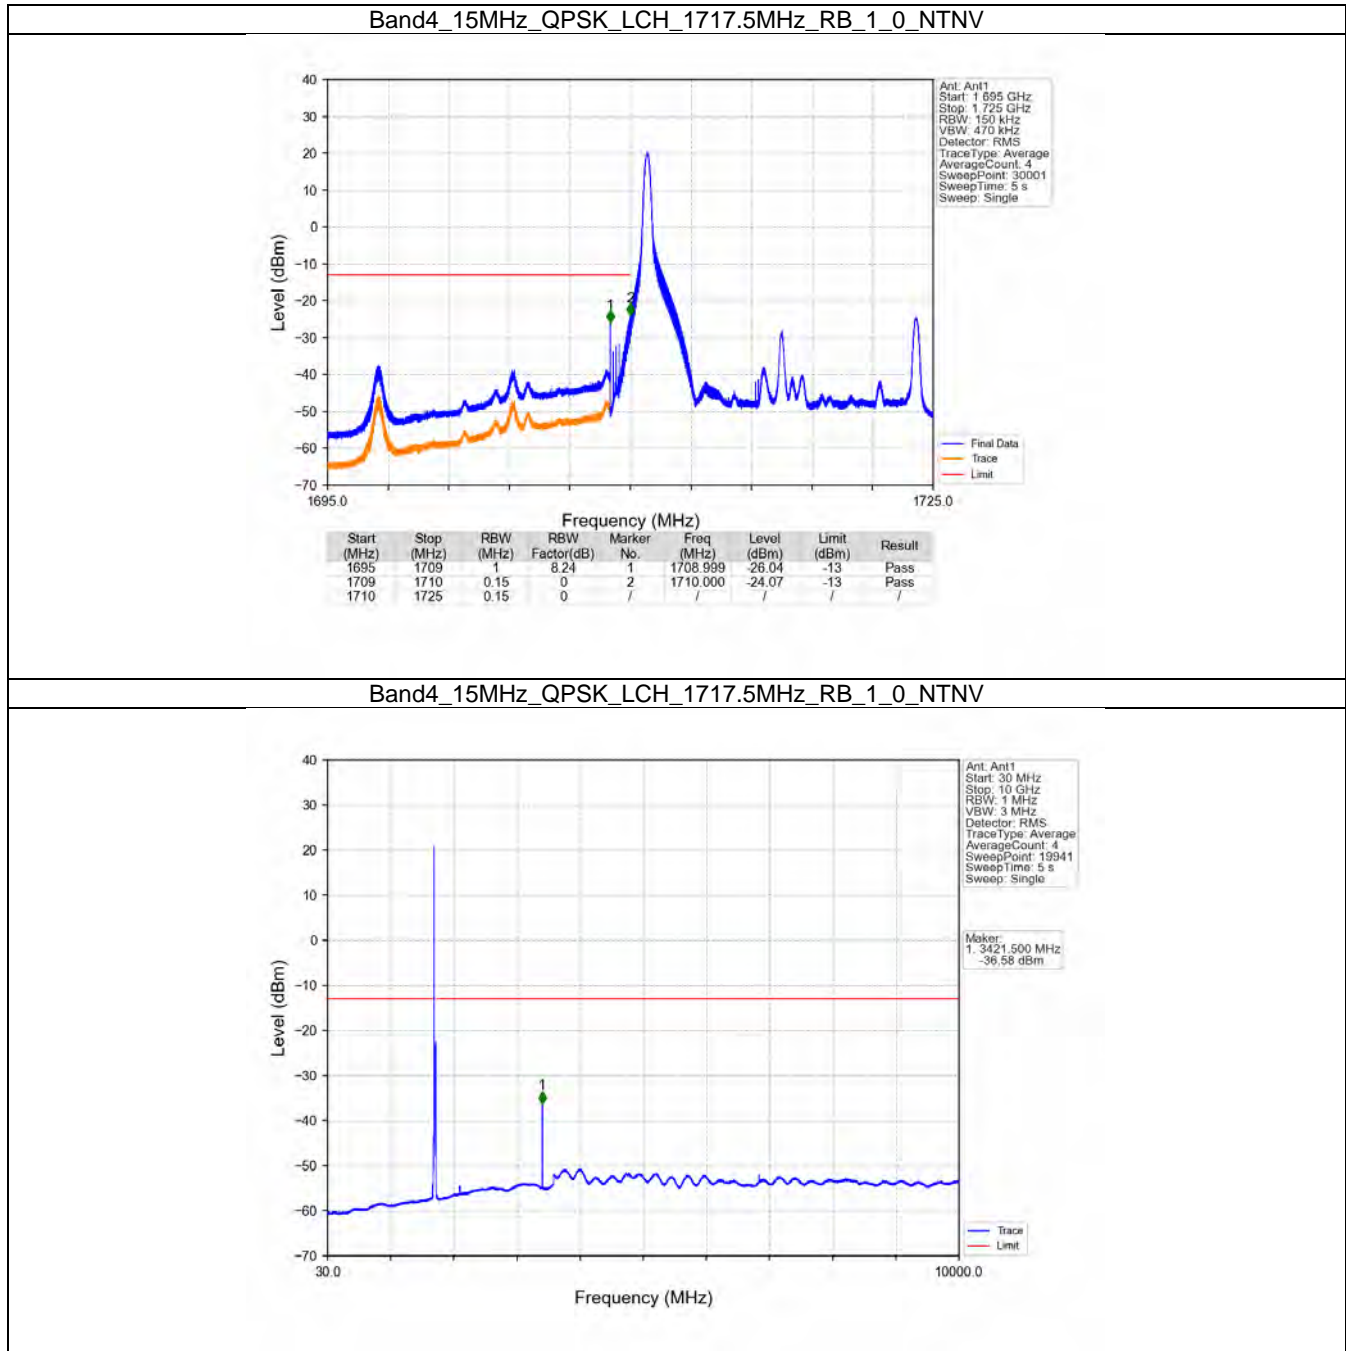 Band4_15MHz_QPSK_LCH_1717.5MHz_RB_1_0_NTNV
40
30
20
10
0
−10
−20
−30
−40
−50
−60
−70
Level (dBm)
1
2
Ant: Ant1
Start: 1.695 GHz
Stop: 1.725 GHz
RBW: 150 kHz
VBW: 470 kHz
Detector: RMS
TraceType: Average
AverageCount: 4
SweepPoint: 30001
SweepTime: 5 s
Sweep: Single
Final Data
Trace
Limit
1695.0 1725.0
Frequency (MHz)
Start (MHz) Stop (MHz) RBW (MHz) RBW Factor(dB) Marker No. Freq (MHz) Level (dBm) Limit (dBm) Result
1695 1709 1 8.24 1 1708.999 -26.04 -13 Pass
1709 1710 0.15 0 2 1710.000 -24.07 -13 Pass
1710 1725 0.15 0 / / / / /
Band4_15MHz_QPSK_LCH_1717.5MHz_RB_1_0_NTNV
40
30
20
10
0
−10
−20
−30
−40
−50
−60
−70
Level (dBm)
1
Ant: Ant1
Start: 30 MHz
Stop: 10 GHz
RBW: 1 MHz
VBW: 3 MHz
Detector: RMS
TraceType: Average
AverageCount: 4
SweepPoint: 19941
SweepTime: 5 s
Sweep: Single
Maker:
1. 3421.500 MHz
-36.58 dBm
Trace
Limit
30.0 10000.0
Frequency (MHz)